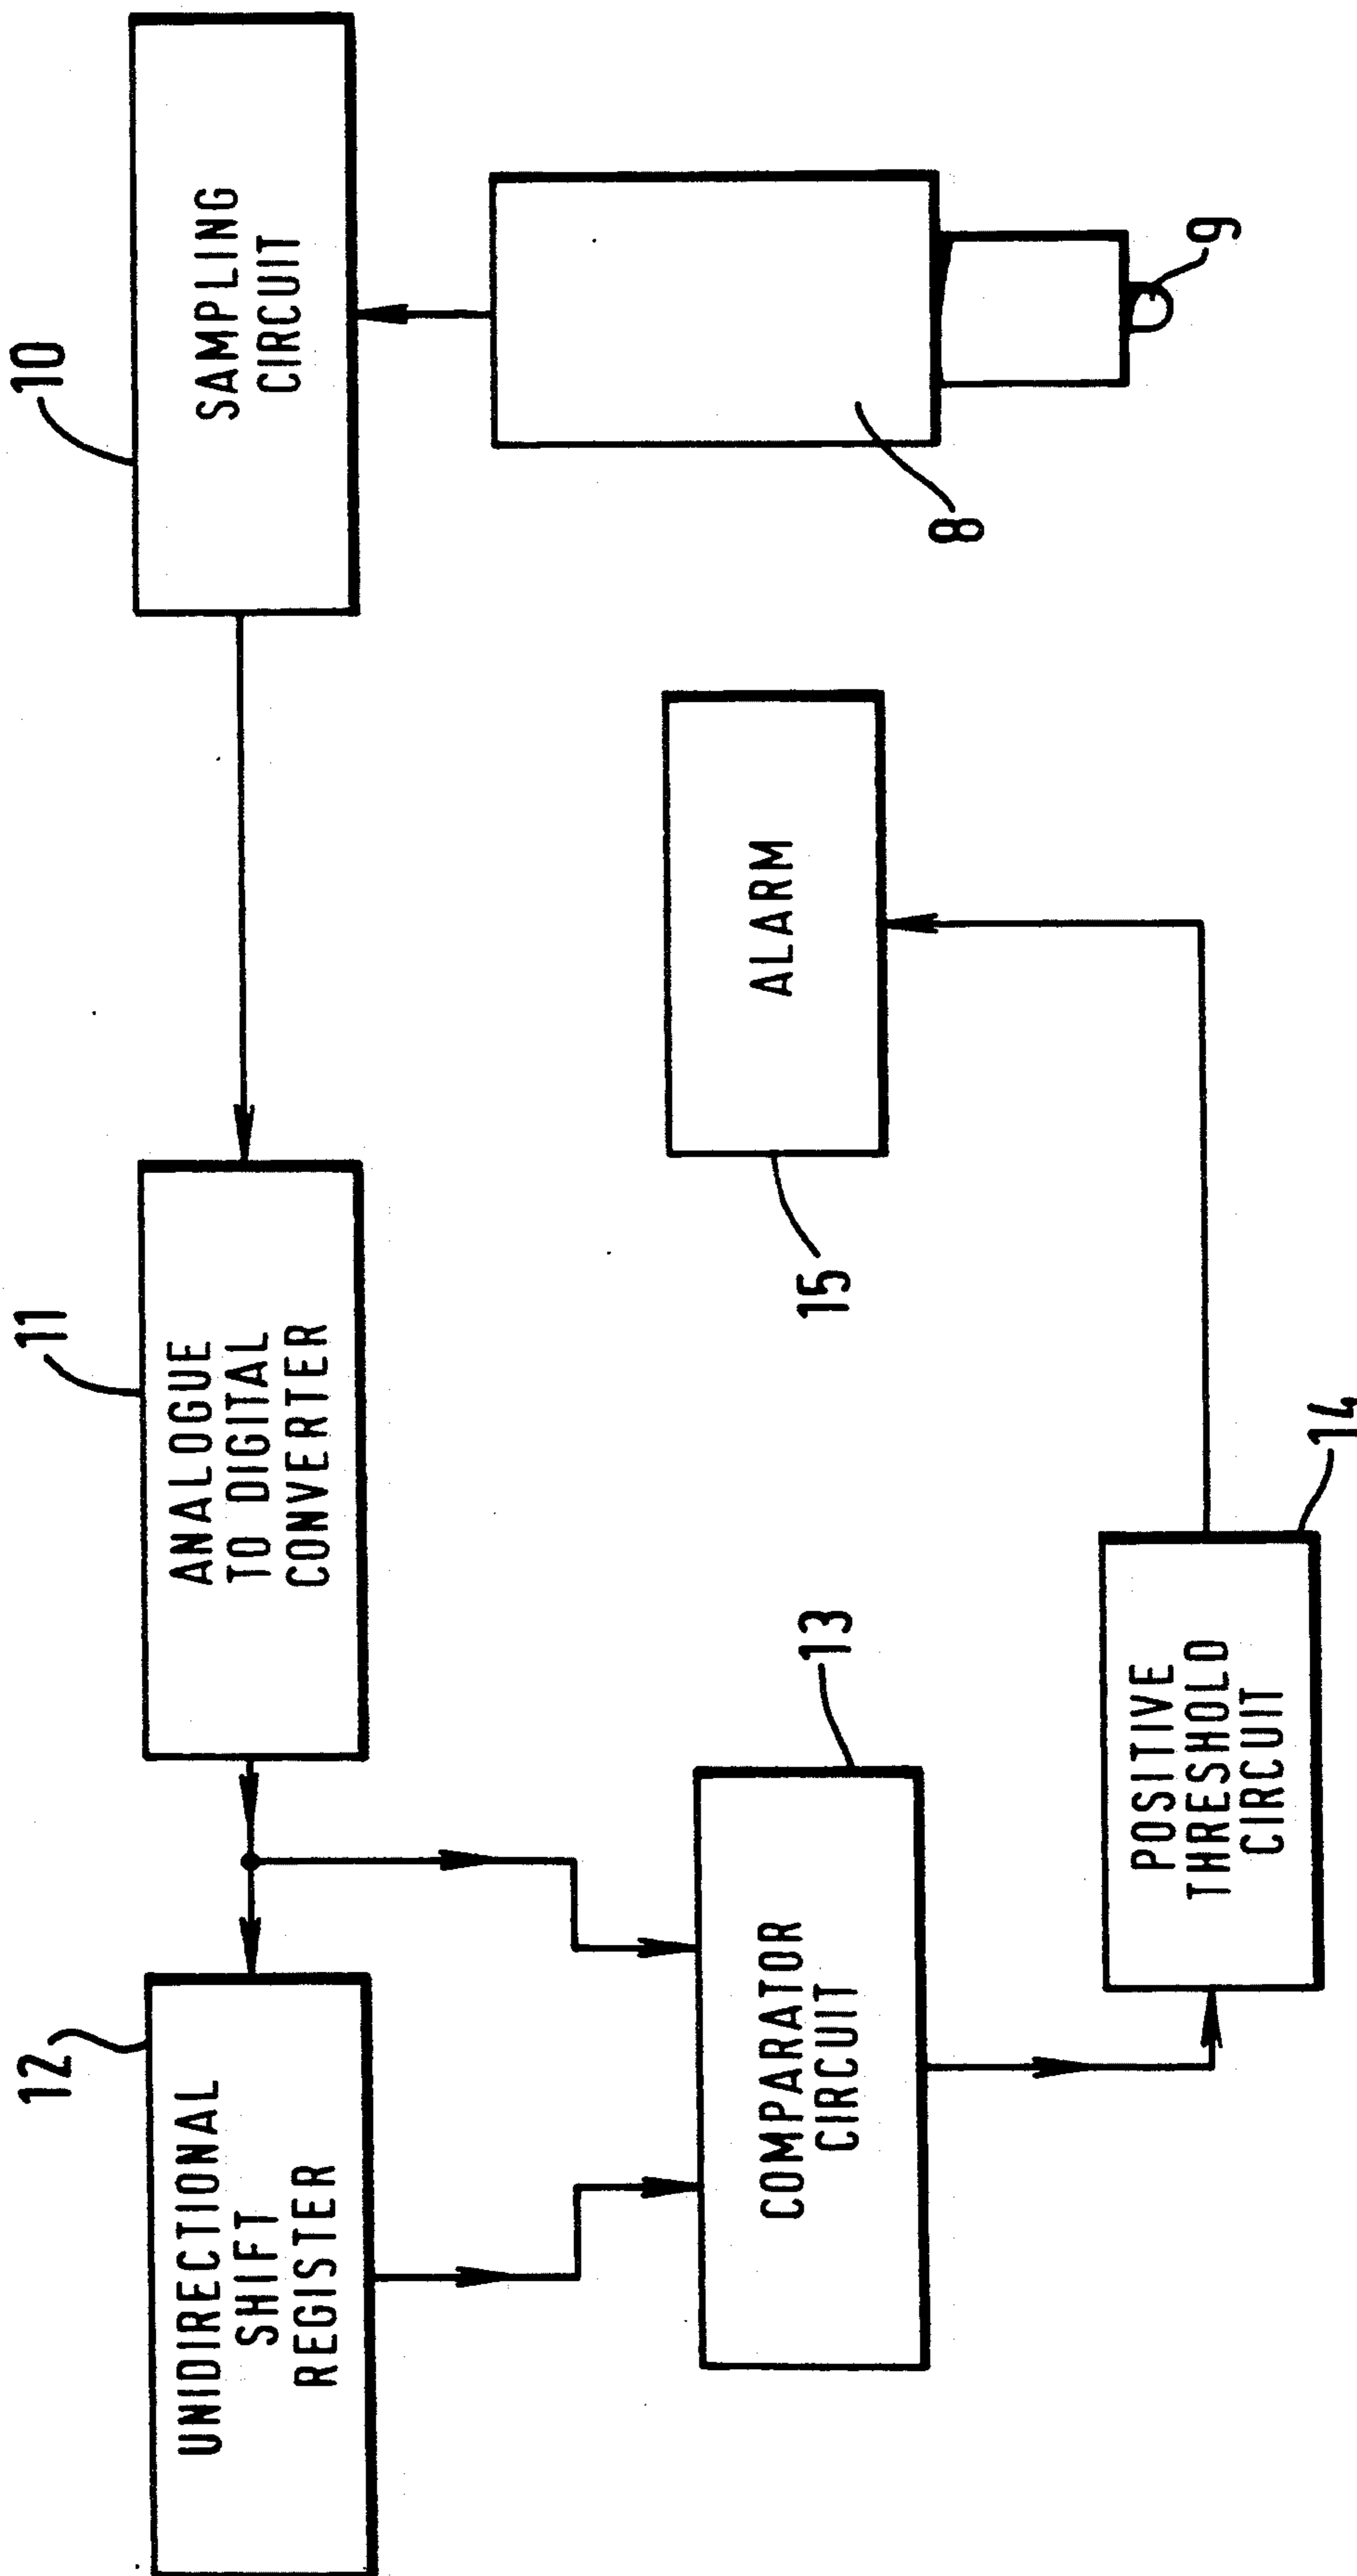 12
UNIDIRECTIONAL
SHIFT
REGISTER
11
ANALOGUE
TO DIGITAL
CONVERTER
10
SAMPLING
CIRCUIT
13
COMPARATOR
CIRCUIT
15
ALARM
8
9
14
POSITIVE
THRESHOLD
CIRCUIT